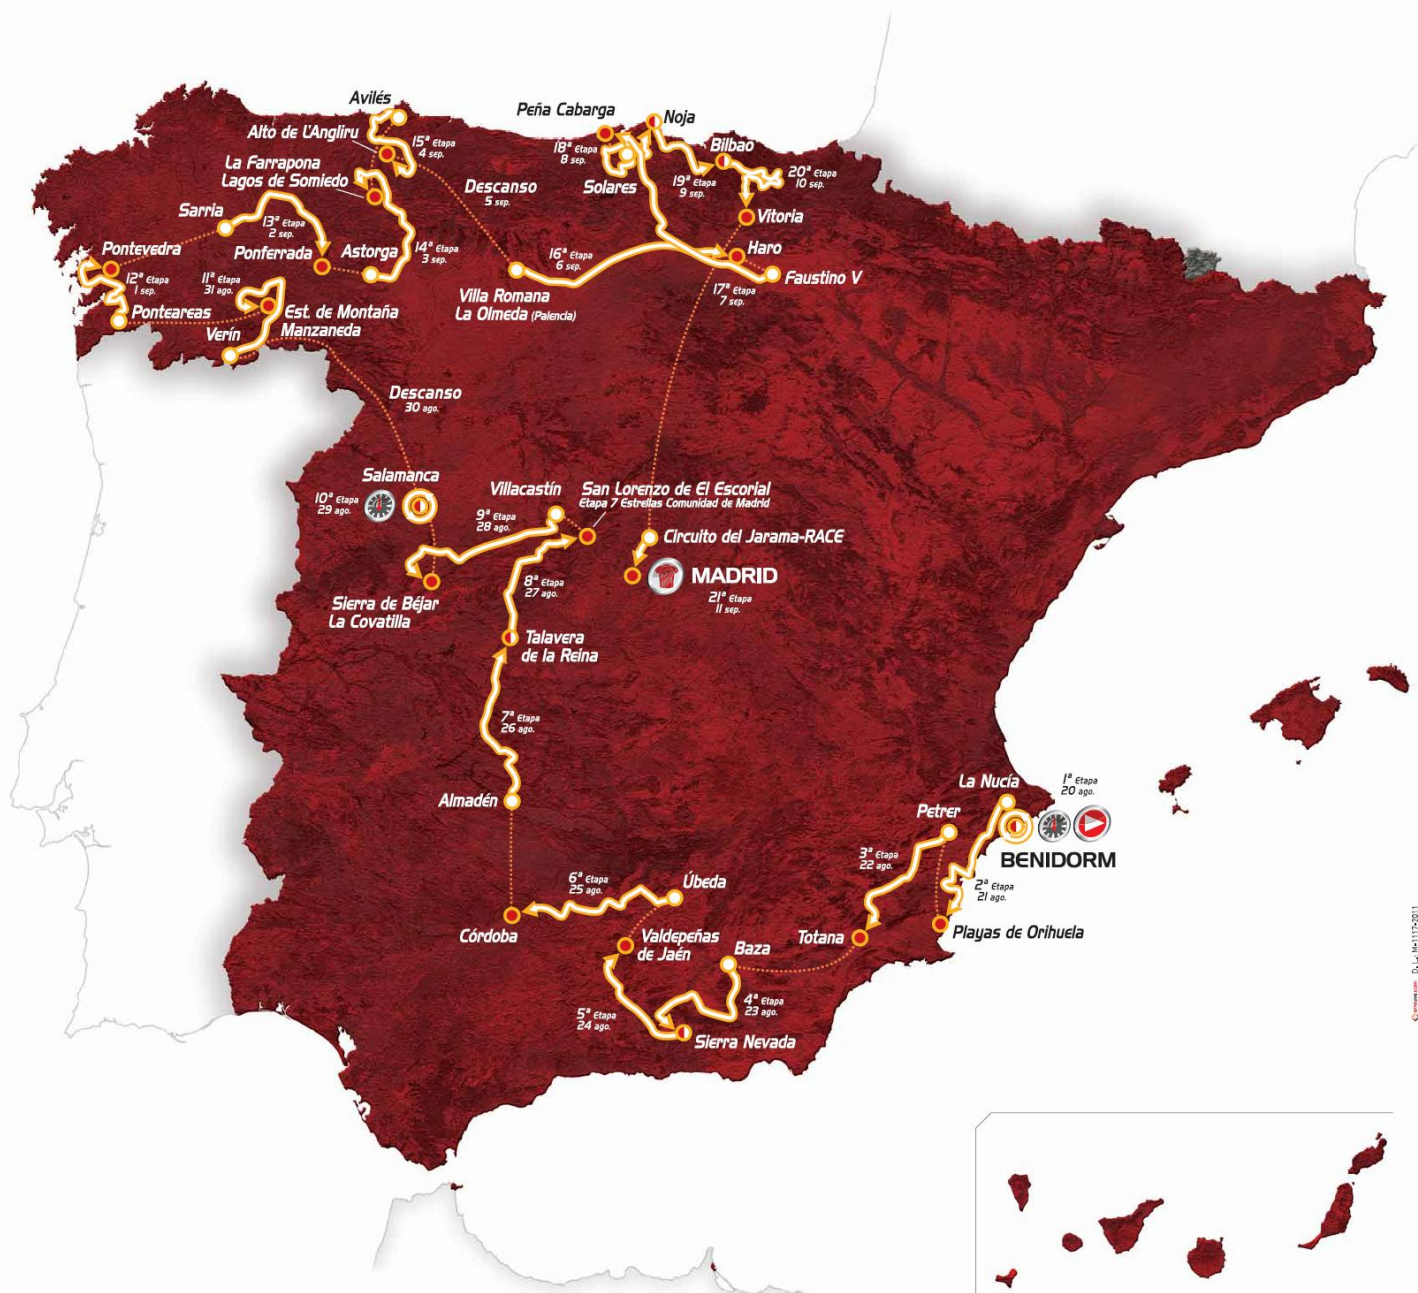 Avilés
Alto de L'Angliru
15ª Etapa
4 sep.
La Farrapona
Lagos de Somiedo
Peña Cabarga
18ª Etapa
8 sep.
Solares
Noja
19ª Etapa
9 sep.
Bilbao
20ª Etapa
10 sep.
Vitoria
Descanso
5 sep.
Sarria
13ª Etapa
2 sep.
Ponferrada
Astorga
14ª Etapa
3 sep.
Pontevedra
12ª Etapa
1 sep.
Ponteareas
11ª Etapa
31 ago.
Est. de Montaña
Manzaneda
Verín
16ª Etapa
6 sep.
Haro
Villa Romana
La Olmeda (Palencia)
17ª Etapa
7 sep.
Faustino V
Descanso
30 ago.
Salamanca
10ª Etapa
29 ago.
Villacastín
9ª Etapa
28 ago.
San Lorenzo de El Escorial
Etapa 7 Estrellas Comunidad de Madrid
Circuito del Jarama-RACE
MADRID
21ª Etapa
11 sep.
Sierra de Béjar
La Covatilla
8ª Etapa
27 ago.
Talavera
de la Reina
7ª Etapa
26 ago.
Almadén
La Nucía
1ª Etapa
20 ago.
Petrer
BENIDORM
3ª Etapa
22 ago.
2ª Etapa
21 ago.
Playas de Orihuela
Totana
6ª Etapa
25 ago.
Úbeda
Córdoba
Valdepeñas
de Jaén
Baza
4ª Etapa
23 ago.
5ª Etapa
24 ago.
Sierra Nevada
D. L.: M-1117-2011